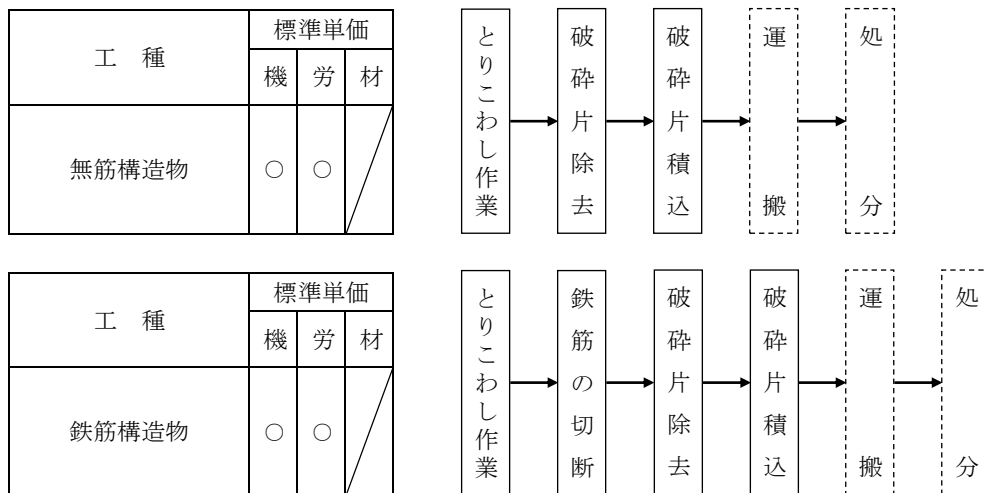 工 種
標準単価
機 労 材
無筋構造物
○ ○
とりこわし作業
破砕片除去
破砕片積込
運搬
処分
工 種
標準単価
機 労 材
鉄筋構造物
○ ○
とりこわし作業
鉄筋の切断
破砕片除去
破砕片積込
運搬
処分